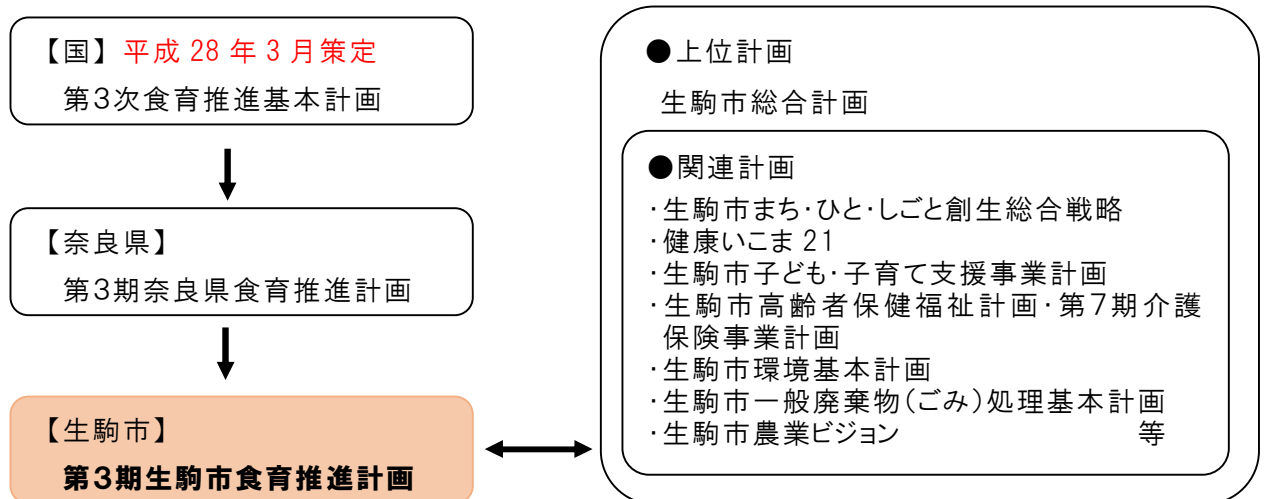 【国】平成 28 年 3 月策定
第3次食育推進基本計画
【奈良県】
第3期奈良県食育推進計画
【生駒市】
第3期生駒市食育推進計画
●上位計画
生駒市総合計画
●関連計画
・生駒市まち・ひと・しごと創生総合戦略
・健康いこま 21
・生駒市子ども・子育て支援事業計画
・生駒市高齢者保健福祉計画・第7期介護
保険事業計画
・生駒市環境基本計画
・生駒市一般廃棄物(ごみ)処理基本計画
・生駒市農業ビジョン 等